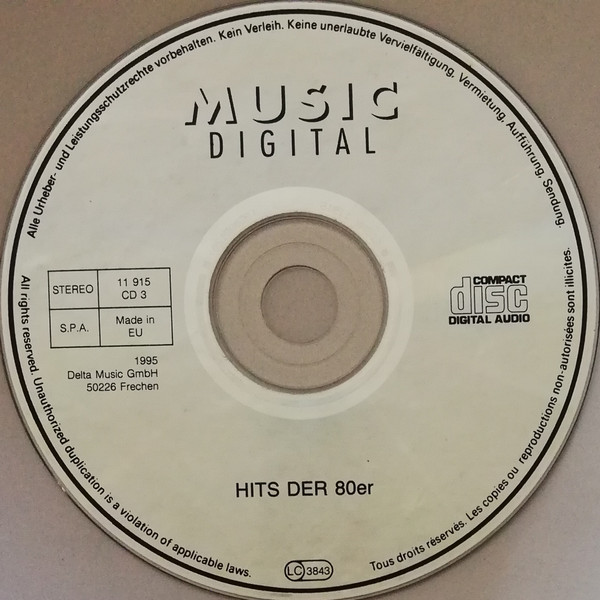 Alle Urheber- und Leistungsschutzrechte vorbehalten. Kein Verleih. Keine unerlaubte Vervielfältigung, Vermietung, Aufführung, Sendung.
MUSIC
DIGITAL
STEREO
11 915
CD 3
S.P.A.
Made in
EU
1995
Delta Music GmbH
50226 Frechen
COMPACT
disc
DIGITAL AUDIO
HITS DER 80er
LC 3843
All rights reserved. Unauthorized duplication is a violation of applicable laws.
Tous droits réservés. Les copies ou reproductions non-autorisées sont illicites.